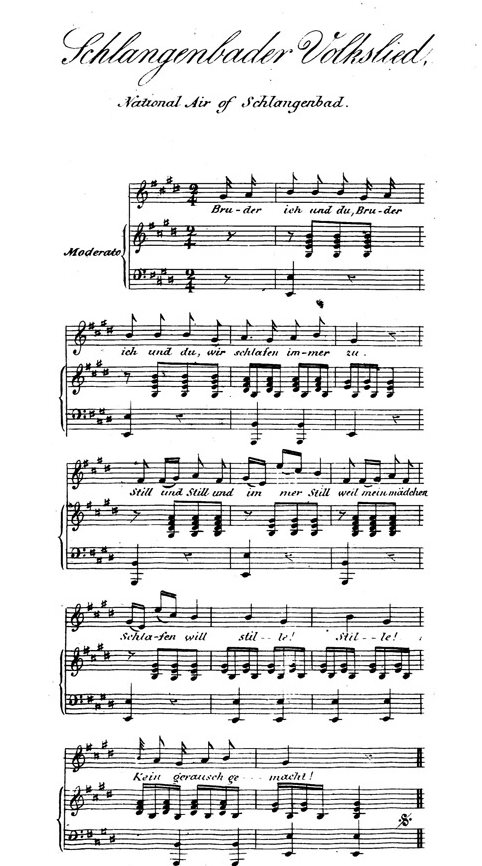 Schlangenbader Volkslied.
National Air of Schlangenbad.
Moderato
Bru-der ich und du, Bru-der
ich und du, wir schlafen im-mer zu.
Still und Still und im mer Still weil mein mädchen
Schla-fen will stil--le! Stil--le!
Kein gerausch ge---macht!